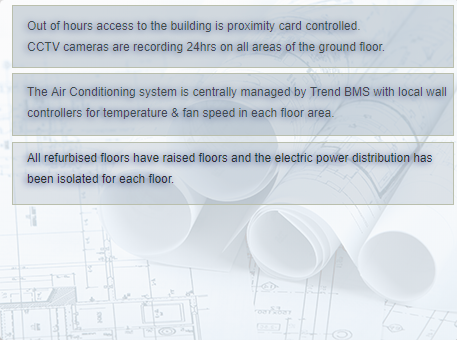 Out of hours access to the building is proximity card controlled.
CCTV cameras are recording 24hrs on all areas of the ground floor.
The Air Conditioning system is centrally managed by Trend BMS with local wall
controllers for temperature & fan speed in each floor area.
All refurbised floors have raised floors and the electric power distribution has
been isolated for each floor.